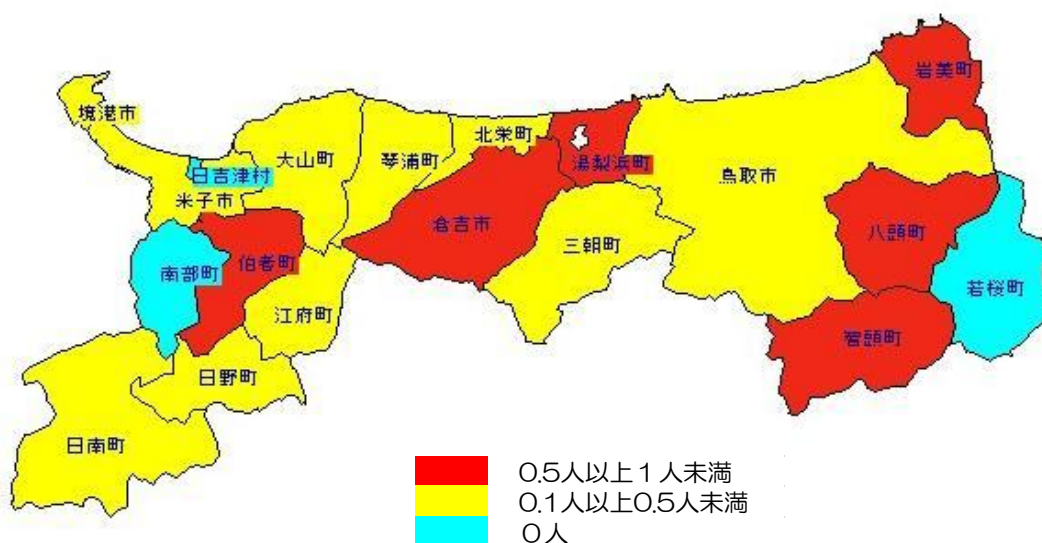 岩美町
境港市
北栄町
大山町
琴浦町
湯梨浜町
日吉津村
鳥取市
米子市
倉吉市
八頭町
三朝町
伯耆町
南部町
若桜町
江府町
智頭町
日野町
日南町
0.5人以上1人未満
0.1人以上0.5人未満
0人